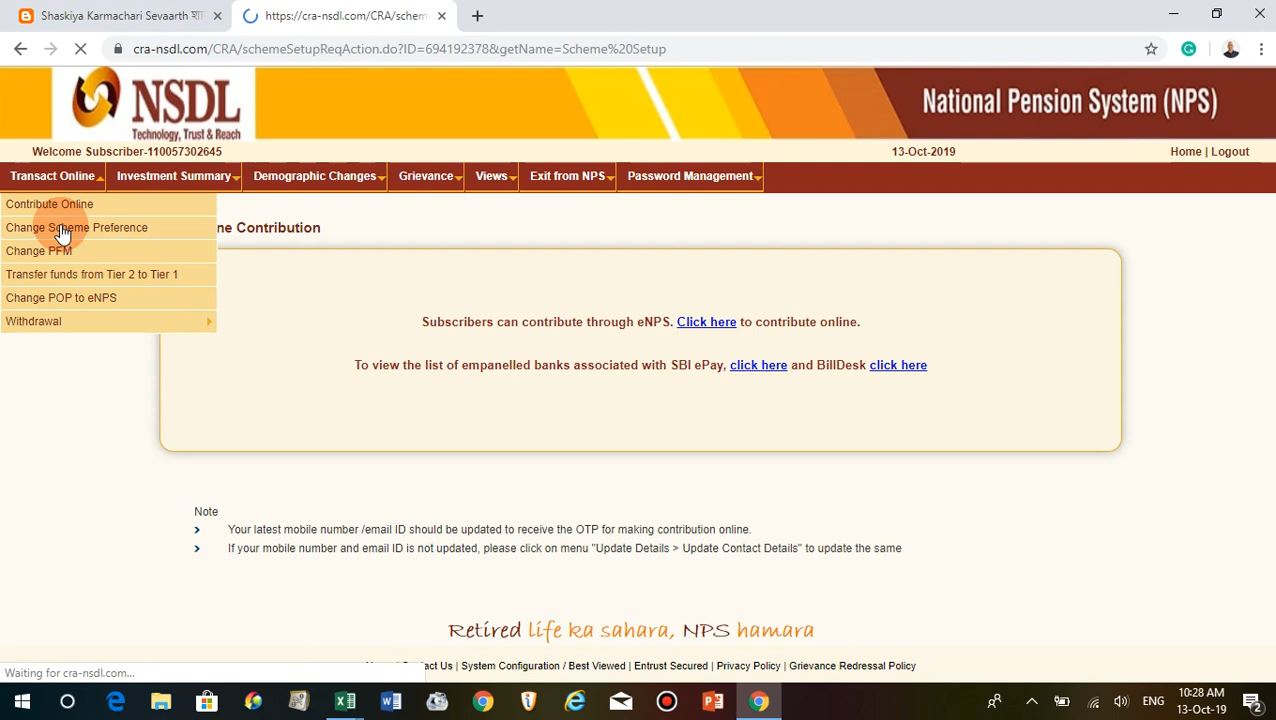 Shaskiya Karmachari Sevaarth
https://cra-nsdl.com/CRA/schem
cra-nsdl.com/CRA/schemeSetupReqAction.do?ID=694192378&getName=Scheme%20Setup
NSDL
Technology, Trust & Reach
National Pension System (NPS)
Welcome Subscriber-110057302645
13-Oct-2019
Home | Logout
Transact Online Investment Summary Demographic Changes Grievance Views Exit from NPS Password Management
Contribute Online
Change Scheme Preference
Change PFM
Transfer funds from Tier 2 to Tier 1
Change POP to eNPS
Withdrawal
ne Contribution
Subscribers can contribute through eNPS. Click here to contribute online.
To view the list of empanelled banks associated with SBI ePay, click here and BillDesk click here
Note
Your latest mobile number /email ID should be updated to receive the OTP for making contribution online.
If your mobile number and email ID is not updated, please click on menu "Update Details > Update Contact Details" to update the same
Retired life ka sahara, NPS hamara
ct Us | System Configuration / Best Viewed | Entrust Secured | Privacy Policy | Grievance Redressal Policy
Waiting for cra-nsdl.com...
ENG
10:28 AM
13-Oct-19
2